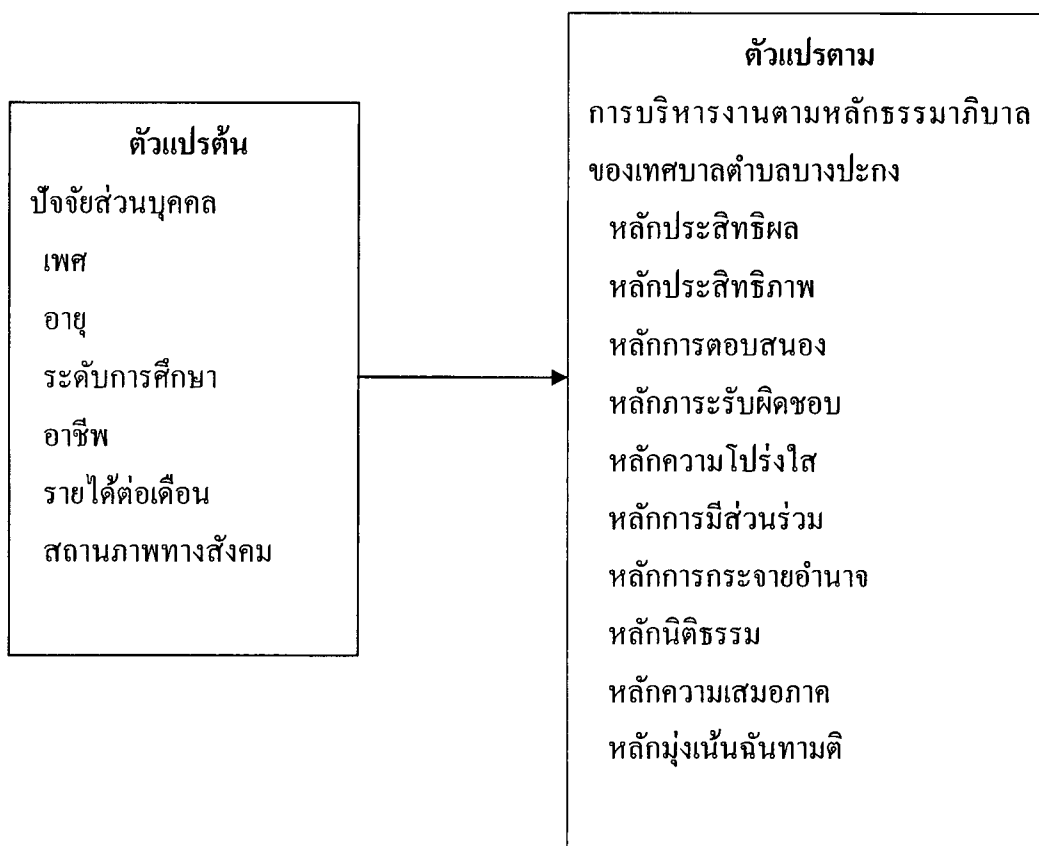 ตัวแปรต้น
ปัจจัยส่วนบุคคล
เพศ
อายุ
ระดับการศึกษา
อาชีพ
รายได้ต่อเดือน
สถานภาพทางสังคม
ตัวแปรตาม
การบริหารงานตามหลักธรรมาภิบาล
ของเทศบาลตำบลบางปะกง
หลักประสิทธิผล
หลักประสิทธิภาพ
หลักการตอบสนอง
หลักภาระรับผิดชอบ
หลักความโปร่งใส
หลักการมีส่วนร่วม
หลักการกระจายอำนาจ
หลักนิติธรรม
หลักความเสมอภาค
หลักมุ่งเน้นฉันทามติ